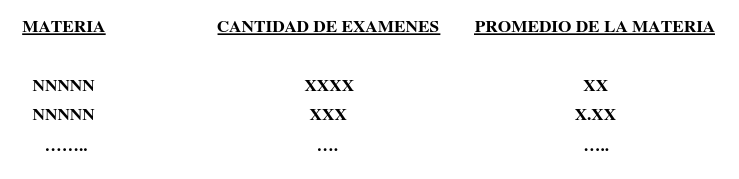 MATERIA CANTIDAD DE EXAMENES PROMEDIO DE LA MATERIA
NNNNN XXXX XX
NNNNN XXX X.XX
…….. …. …..